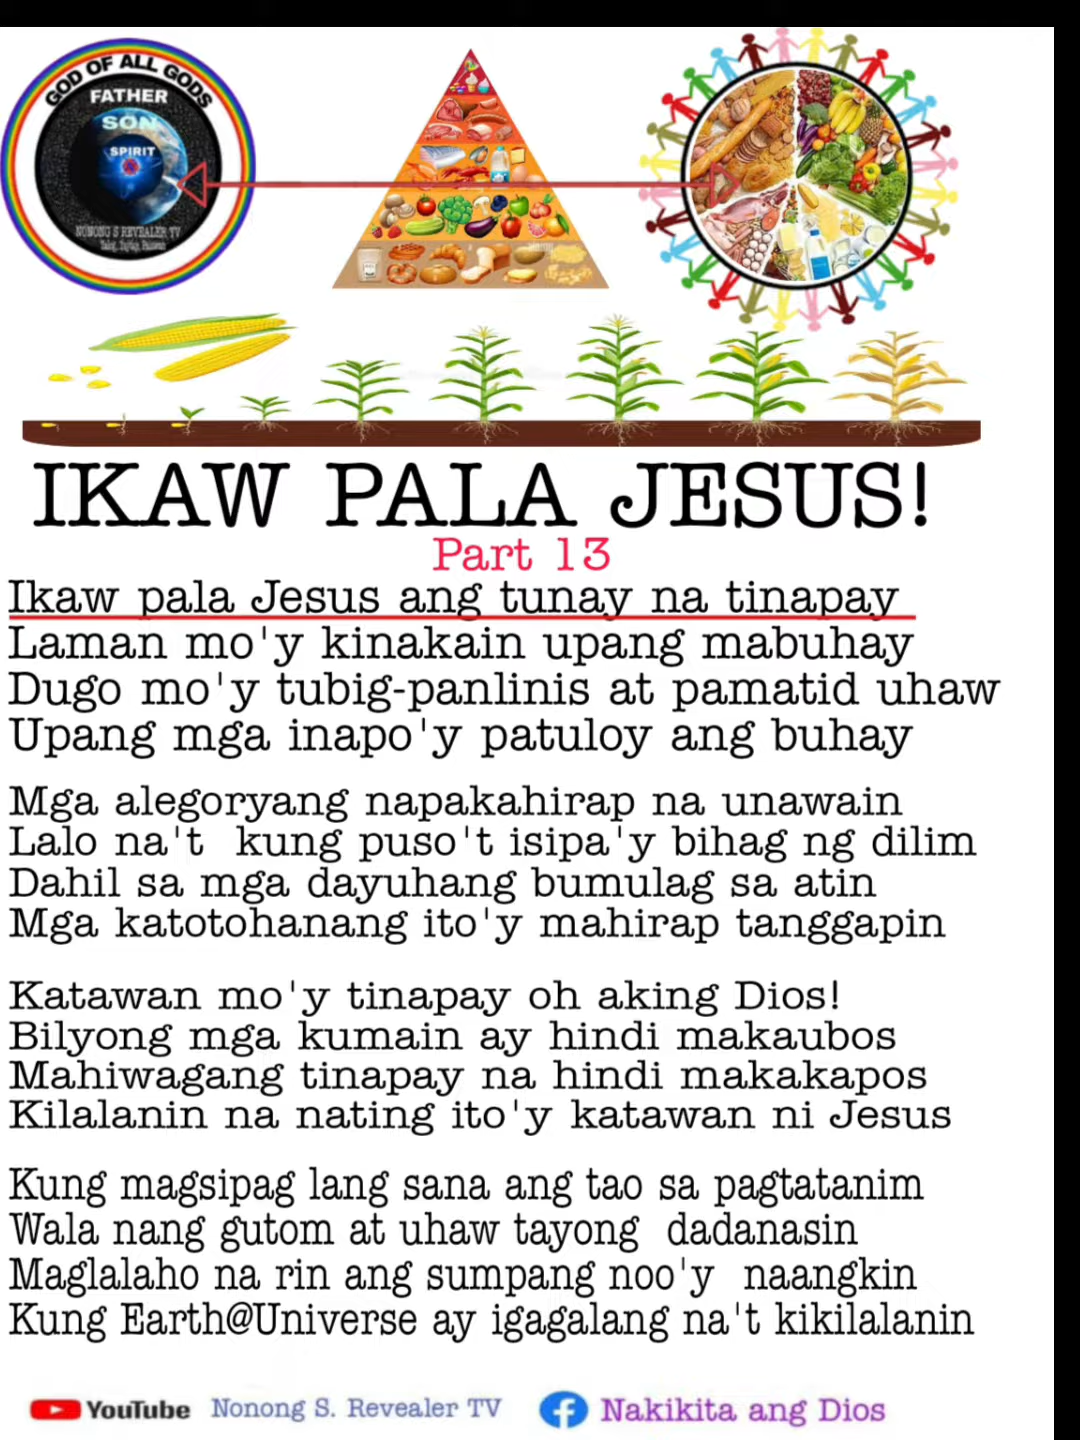 GOD OF ALL GODS
FATHER
SON
SPIRIT
NONONG S REVEALER TV
IKAW PALA JESUS!
Part 13
Ikaw pala Jesus ang tunay na tinapay
Laman mo'y kinakain upang mabuhay
Dugo mo'y tubig-panlinis at pamatid uhaw
Upang mga inapo'y patuloy ang buhay
Mga alegoryang napakahirap na unawain
Lalo na't kung puso't isipa'y bihag ng dilim
Dahil sa mga dayuhang bumulag sa atin
Mga katotohanang ito'y mahirap tanggapin
Katawan mo'y tinapay oh aking Dios!
Bilyong mga kumain ay hindi makaubos
Mahiwagang tinapay na hindi makakapos
Kilalanin na nating ito'y katawan ni Jesus
Kung magsipag lang sana ang tao sa pagtatanim
Wala nang gutom at uhaw tayong dadanasin
Maglalaho na rin ang sumpang noo'y naangkin
Kung Earth@Universe ay igagalang na't kikilalanin
YouTube Nonong S. Revealer TV Nakikita ang Dios